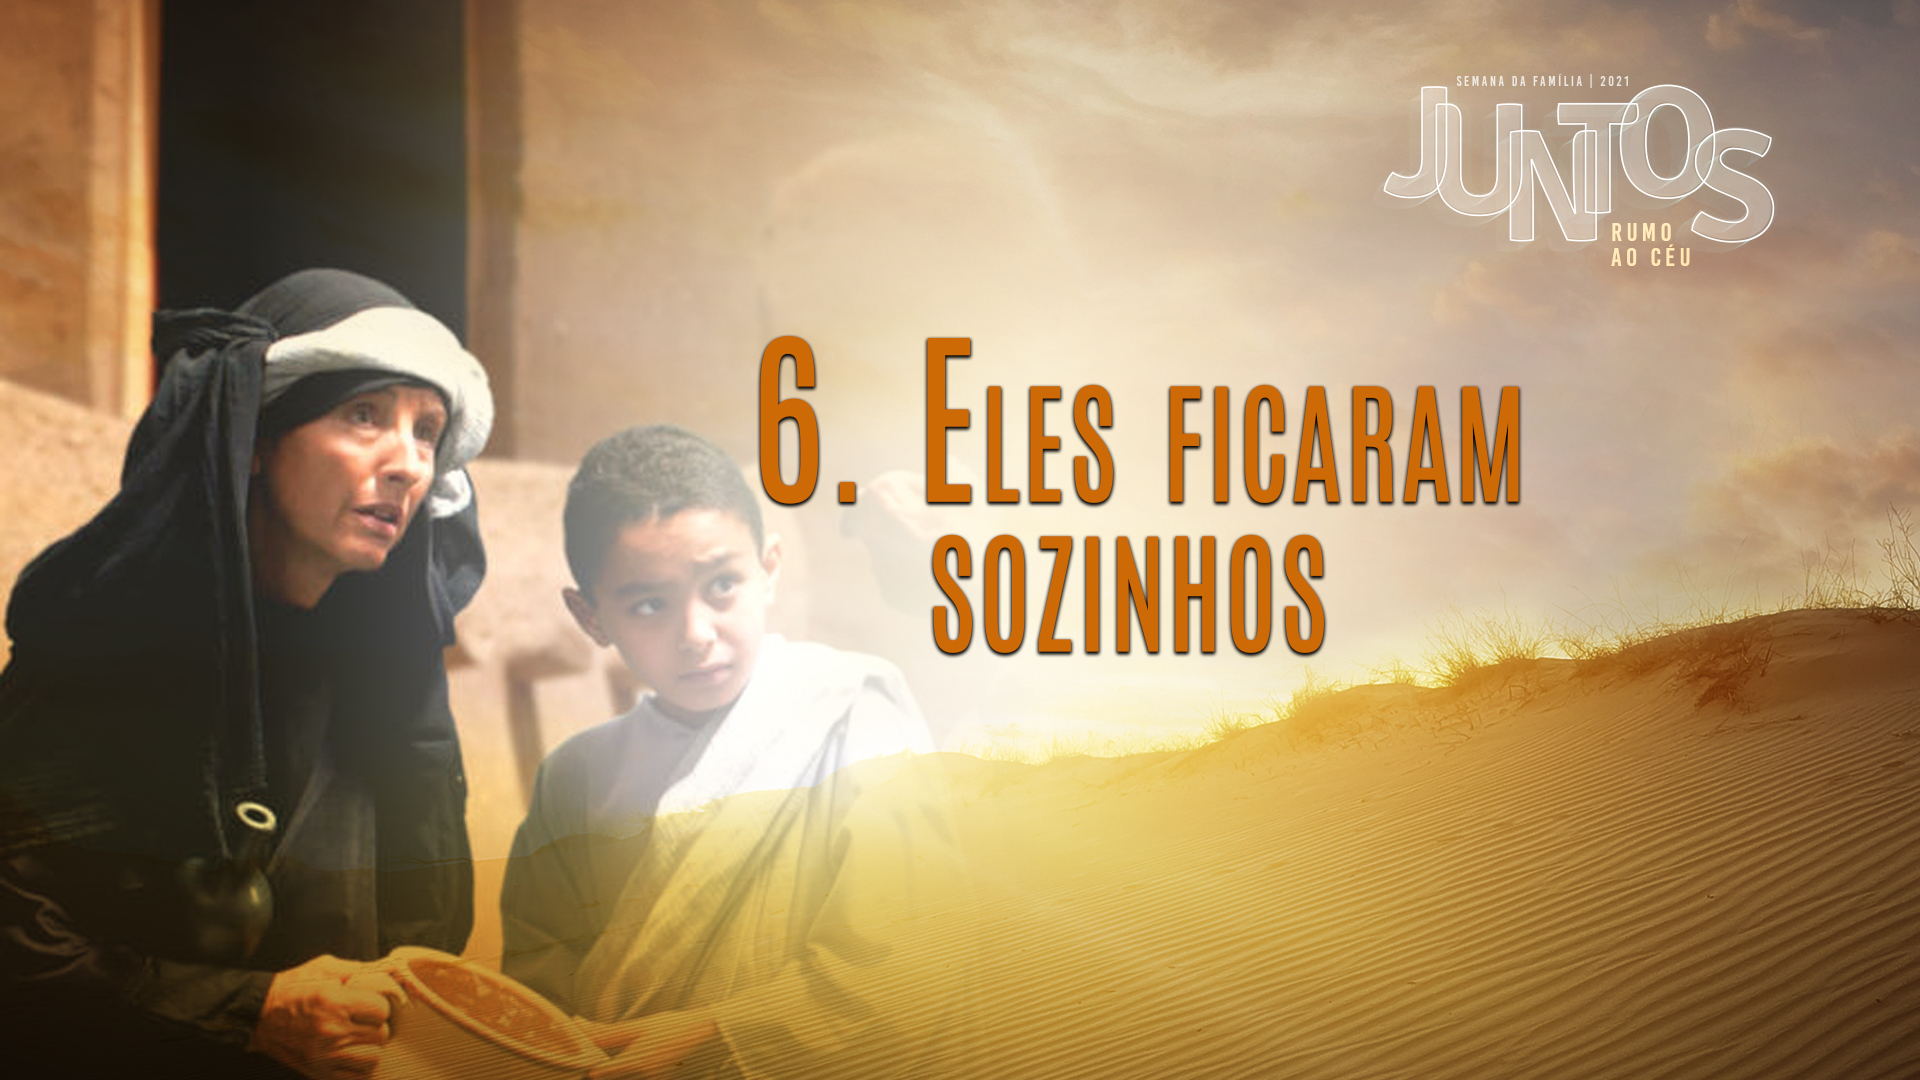 SEMANA DA FAMÍLIA | 2021
JUNTOS
RUMO
AO CÉU
6. ELES FICARAM
SOZINHOS